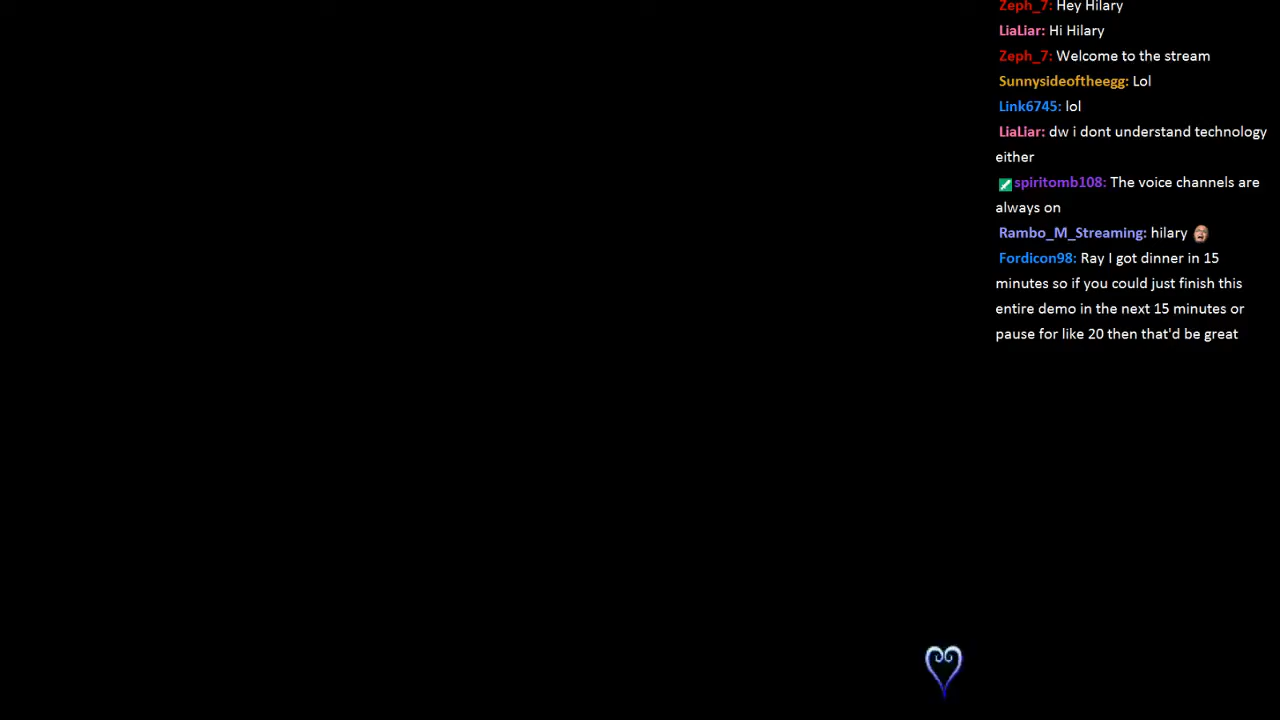 Zeph_7: Hey Hilary
LiaLiar: Hi Hilary
Zeph_7: Welcome to the stream
Sunnysideoftheegg: Lol
Link6745: lol
LiaLiar: dw i dont understand technology
either
spiritomb108: The voice channels are
always on
Rambo_M_Streaming: hilary
Fordicon98: Ray I got dinner in 15
minutes so if you could just finish this
entire demo in the next 15 minutes or
pause for like 20 then that'd be great